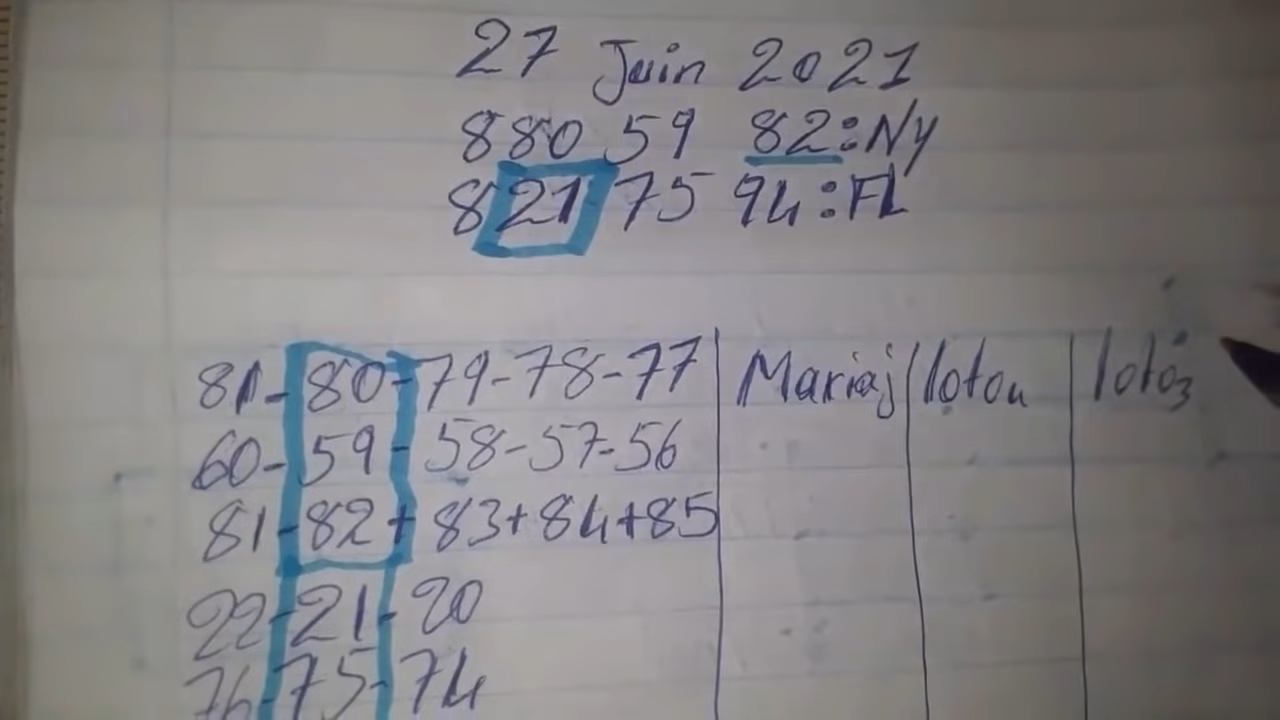 27 Juin 2021
880 59 82:Ny
821 75 94:FL
81-80-79-78-77 Mariaj loto4 loto3
60-59-58-57-56
81-82+83+84+85
22-21-20
76-75-74